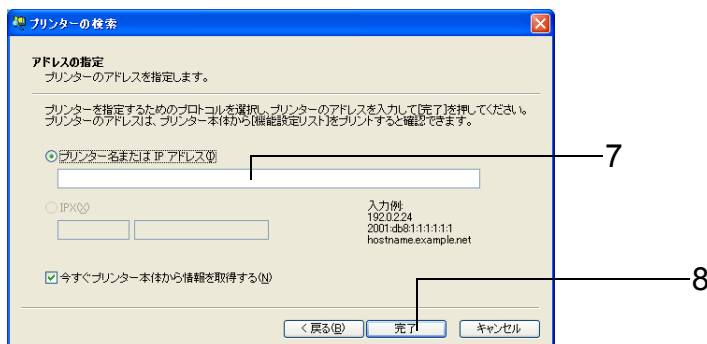 プリンターの検索
アドレスの指定
プリンターのアドレスを指定します。
プリンターを指定するためのプロトコルを選択し、プリンターのアドレスを入力して[完了]を押してください。
プリンターのアドレスは、プリンター本体から[機能設定リスト]をプリントすると確認できます。
プリンター名または IP アドレス(I)
7
IPX(X)
入力例:
192.0.2.24
2001:db8:1:1:1:1:1
hostname.example.net
今すぐプリンター本体から情報を取得する(N)
8
< 戻る(B) 完了 キャンセル